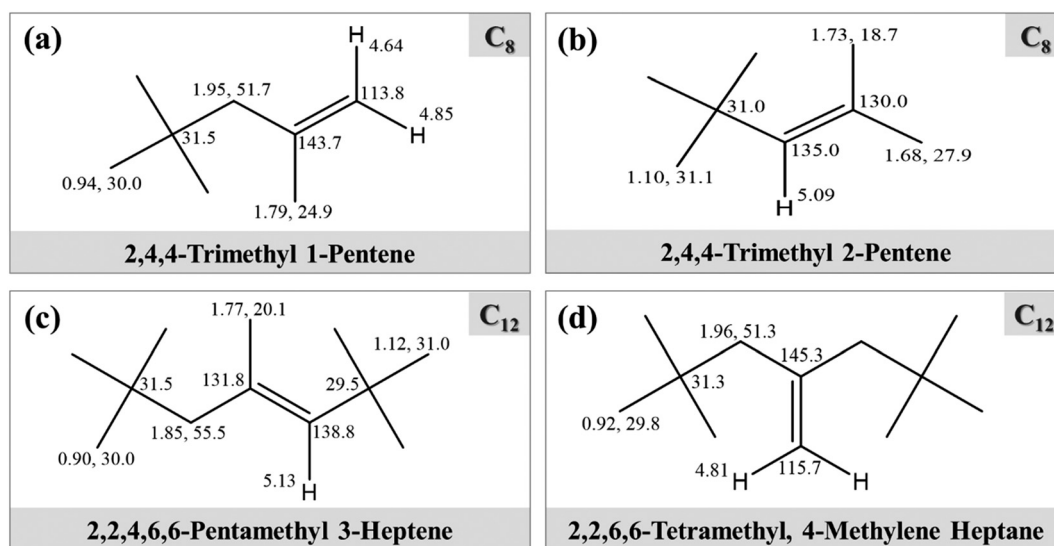 (a)
C8
H
4.64
1.95, 51.7
113.8
4.85
H
31.5
143.7
0.94, 30.0
1.79, 24.9
2,4,4-Trimethyl 1-Pentene
(b)
C8
1.73, 18.7
31.0
130.0
135.0
1.68, 27.9
1.10, 31.1
5.09
H
2,4,4-Trimethyl 2-Pentene
(c)
C12
1.77, 20.1
1.12, 31.0
31.5
131.8
29.5
1.85, 55.5
138.8
0.90, 30.0
5.13
H
2,2,4,6,6-Pentamethyl 3-Heptene
(d)
C12
1.96, 51.3
145.3
31.3
0.92, 29.8
4.81
H
115.7
H
2,2,6,6-Tetramethyl, 4-Methylene Heptane